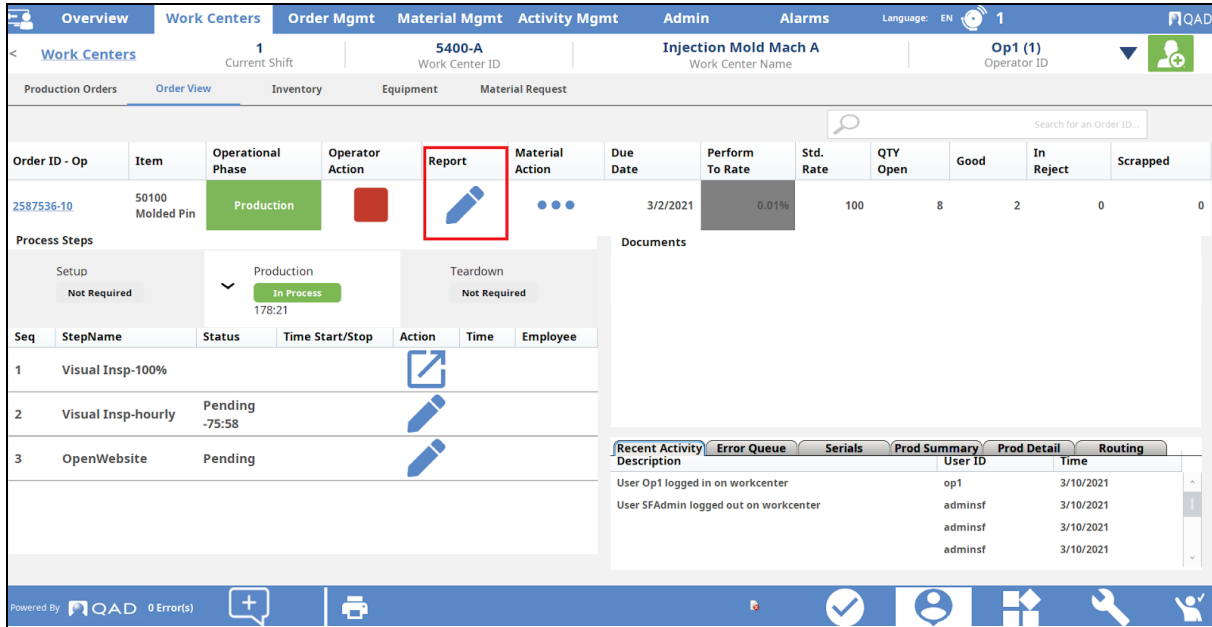 Overview Work Centers Order Mgmt Material Mgmt Activity Mgmt Admin Alarms Language: EN 1 QAD
< Work Centers 1 5400-A Injection Mold Mach A Op1 (1)
Current Shift Work Center ID Work Center Name Operator ID
Production Orders Order View Inventory Equipment Material Request
Search for an Order ID...
Order ID - Op Item Operational Phase Operator Action Report Material Action Due Date Perform To Rate Std. Rate QTY Open Good In Reject Scrapped
2587536-10 50100 Molded Pin Production 3/2/2021 0.01% 100 8 2 0 0
Process Steps Documents
Setup Production Teardown
Not Required In Process Not Required
178:21
Seq StepName Status Time Start/Stop Action Time Employee
1 Visual Insp-100%
2 Visual Insp-hourly Pending -75:58
3 OpenWebsite Pending
Recent Activity Error Queue Serials Prod Summary Prod Detail Routing
Description User ID Time
User Op1 logged in on workcenter op1 3/10/2021
User SFAdmin logged out on workcenter adminsf 3/10/2021
adminsf 3/10/2021
adminsf 3/10/2021
Powered By QAD 0 Error(s)